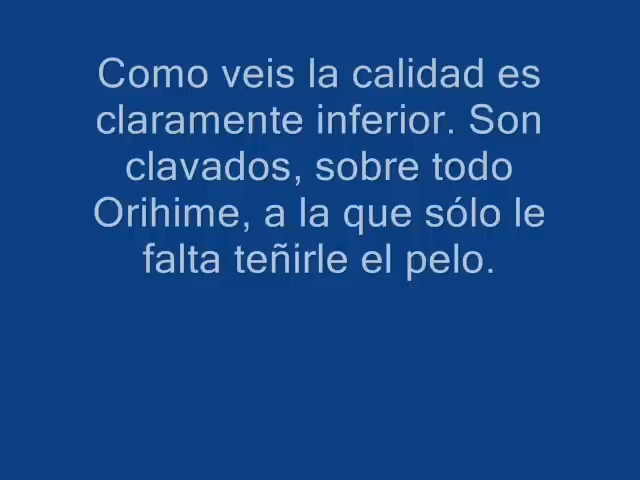 Como veis la calidad es
claramente inferior. Son
clavados, sobre todo
Orihime, a la que sólo le
falta teñirle el pelo.